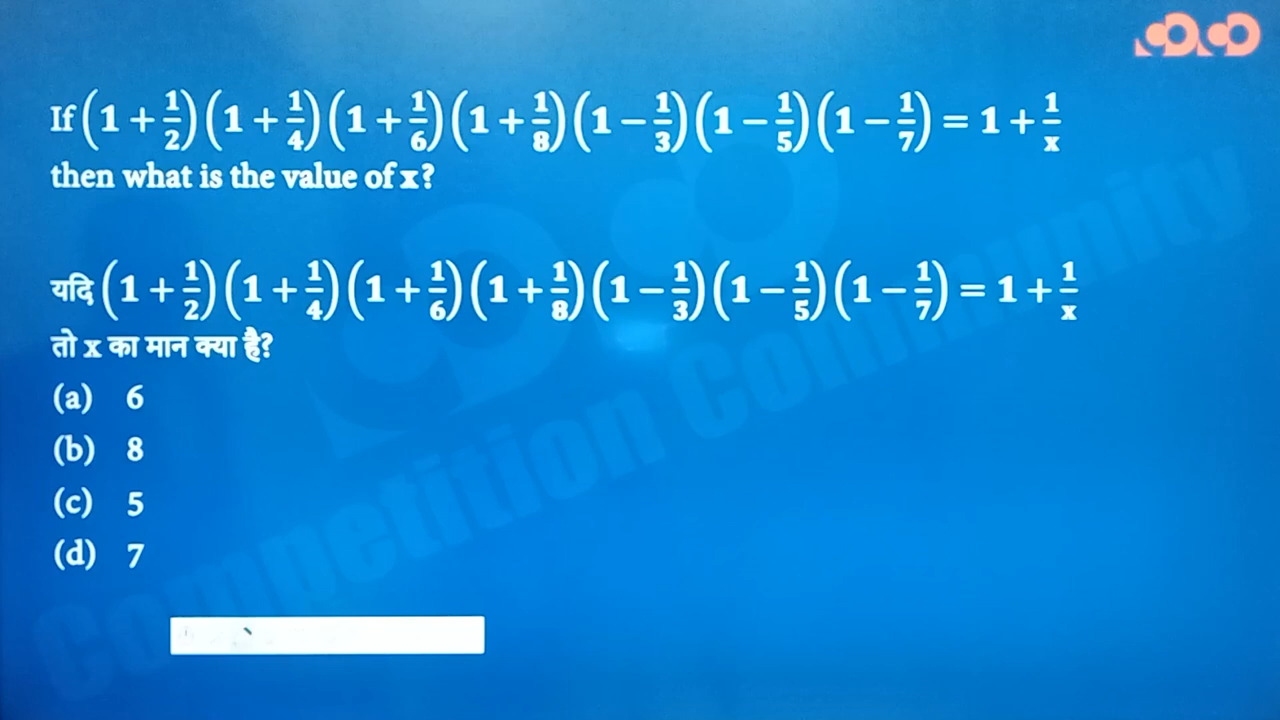 If (1 + 1/2)(1 + 1/4)(1 + 1/6)(1 + 1/8)(1 − 1/3)(1 − 1/5)(1 − 1/7) = 1 + 1/x
then what is the value of x?
यदि (1 + 1/2)(1 + 1/4)(1 + 1/6)(1 + 1/8)(1 − 1/3)(1 − 1/5)(1 − 1/7) = 1 + 1/x
तो x का मान क्या है?
(a) 6
(b) 8
(c) 5
(d) 7
Competition Community